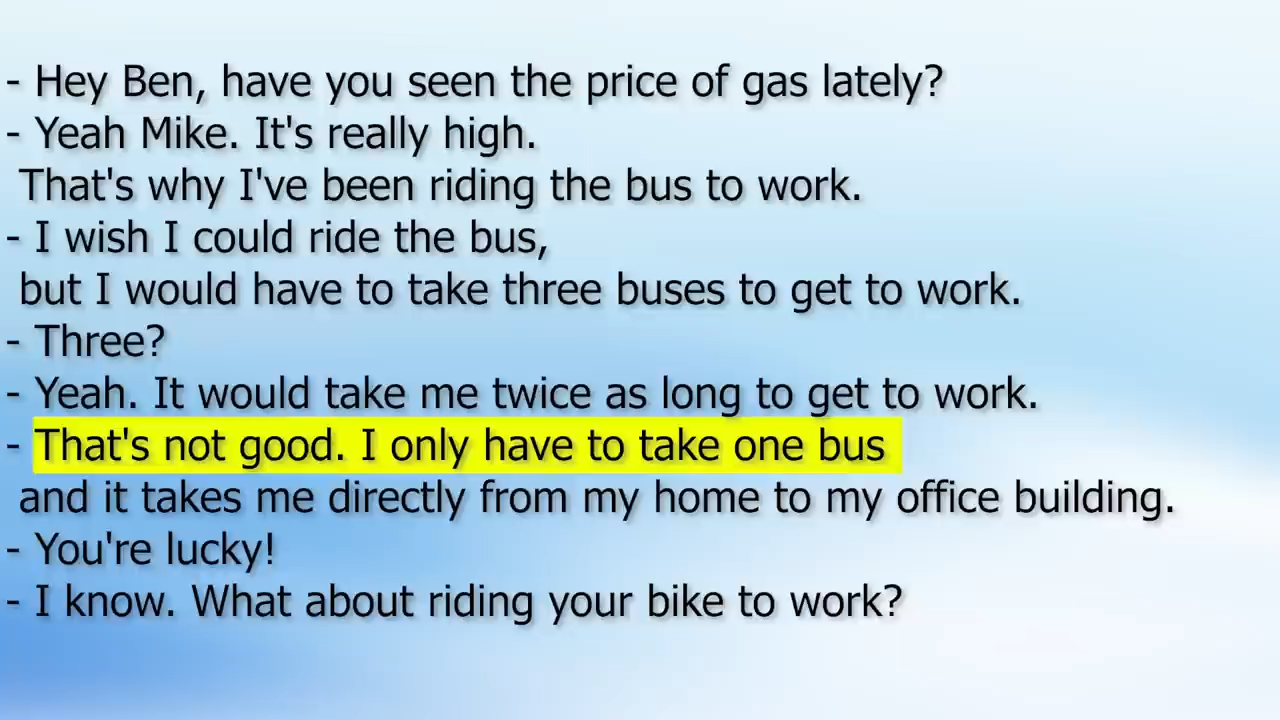 - Hey Ben, have you seen the price of gas lately?
- Yeah Mike. It's really high.
That's why I've been riding the bus to work.
- I wish I could ride the bus,
but I would have to take three buses to get to work.
- Three?
- Yeah. It would take me twice as long to get to work.
- That's not good. I only have to take one bus
and it takes me directly from my home to my office building.
- You're lucky!
- I know. What about riding your bike to work?